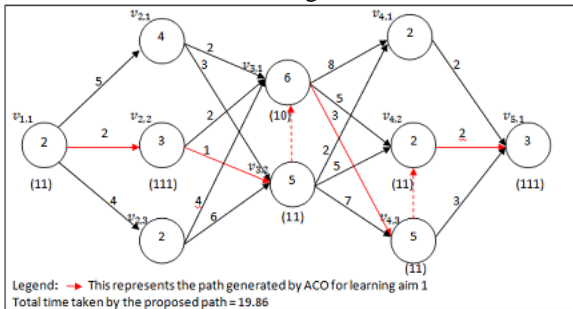 v2,1
4
v4,1
2
2
3
v3,1
8
2
5
6
5
v1,1
v2,2
2
(10)
3
v4,2
v5,1
2
2
3
1
v3,2
2
2
2
3
(11)
(111)
5
5
(11)
(111)
4
4
v2,3
6
(11)
7
v4,3
3
2
5
(11)
Legend: → This represents the path generated by ACO for learning aim 1
Total time taken by the proposed path = 19.86